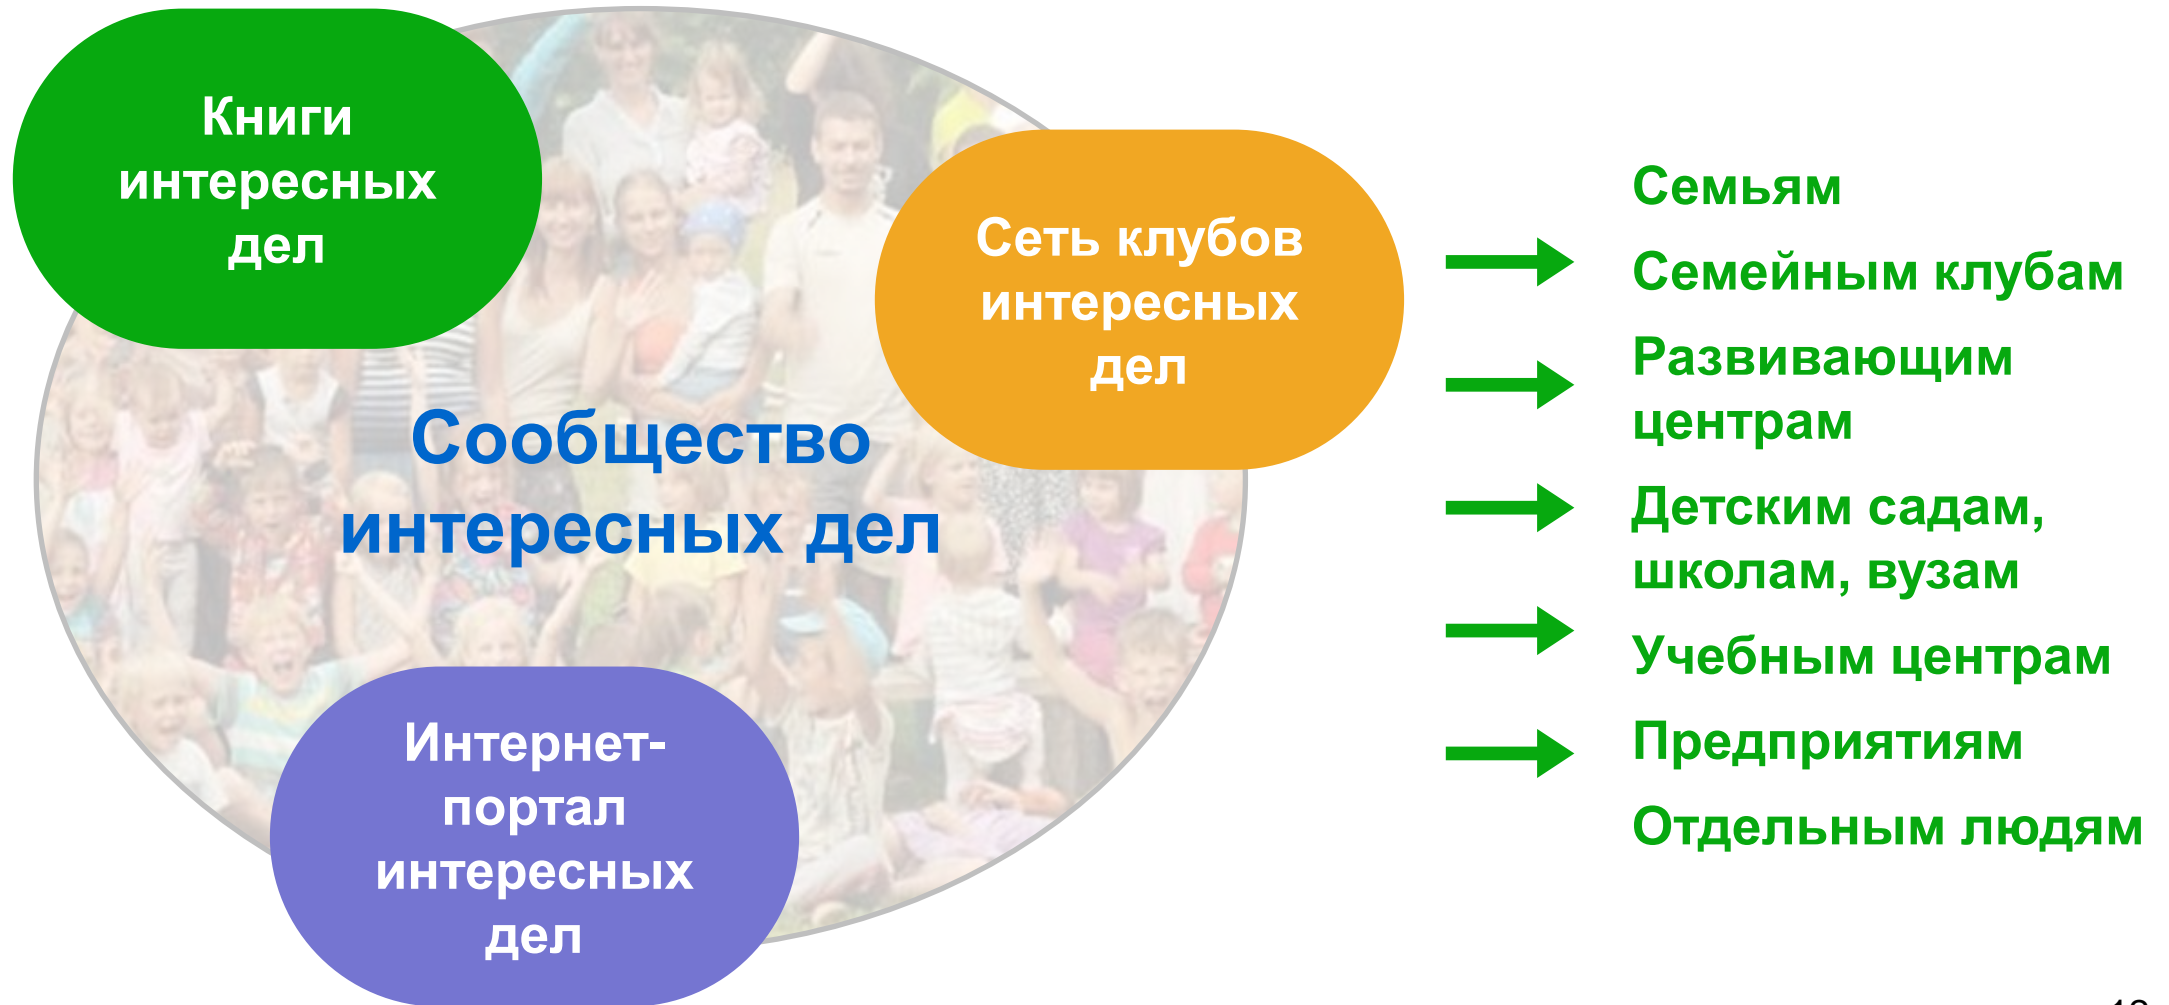 Книги
интересных
дел
Сеть клубов
интересных
дел
Сообщество
интересных дел
Интернет-
портал
интересных
дел
Семьям
Семейным клубам
Развивающим
центрам
Детским садам,
школам, вузам
Учебным центрам
Предприятиям
Отдельным людям